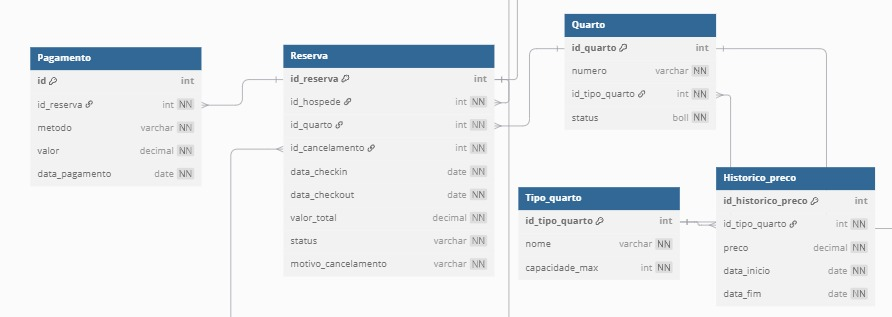 Pagamento
id int
id_reserva int NN
metodo varchar NN
valor decimal NN
data_pagamento date NN
Reserva
id_reserva int
id_hospede int NN
id_quarto int NN
id_cancelamento int NN
data_checkin date NN
data_checkout date NN
valor_total decimal NN
status varchar NN
motivo_cancelamento varchar NN
Quarto
id_quarto int
numero varchar NN
id_tipo_quarto int NN
status boll NN
Tipo_quarto
id_tipo_quarto int
nome varchar NN
capacidade_max int NN
Historico_preco
id_historico_preco int
id_tipo_quarto int NN
preco decimal NN
data_inicio date NN
data_fim date NN